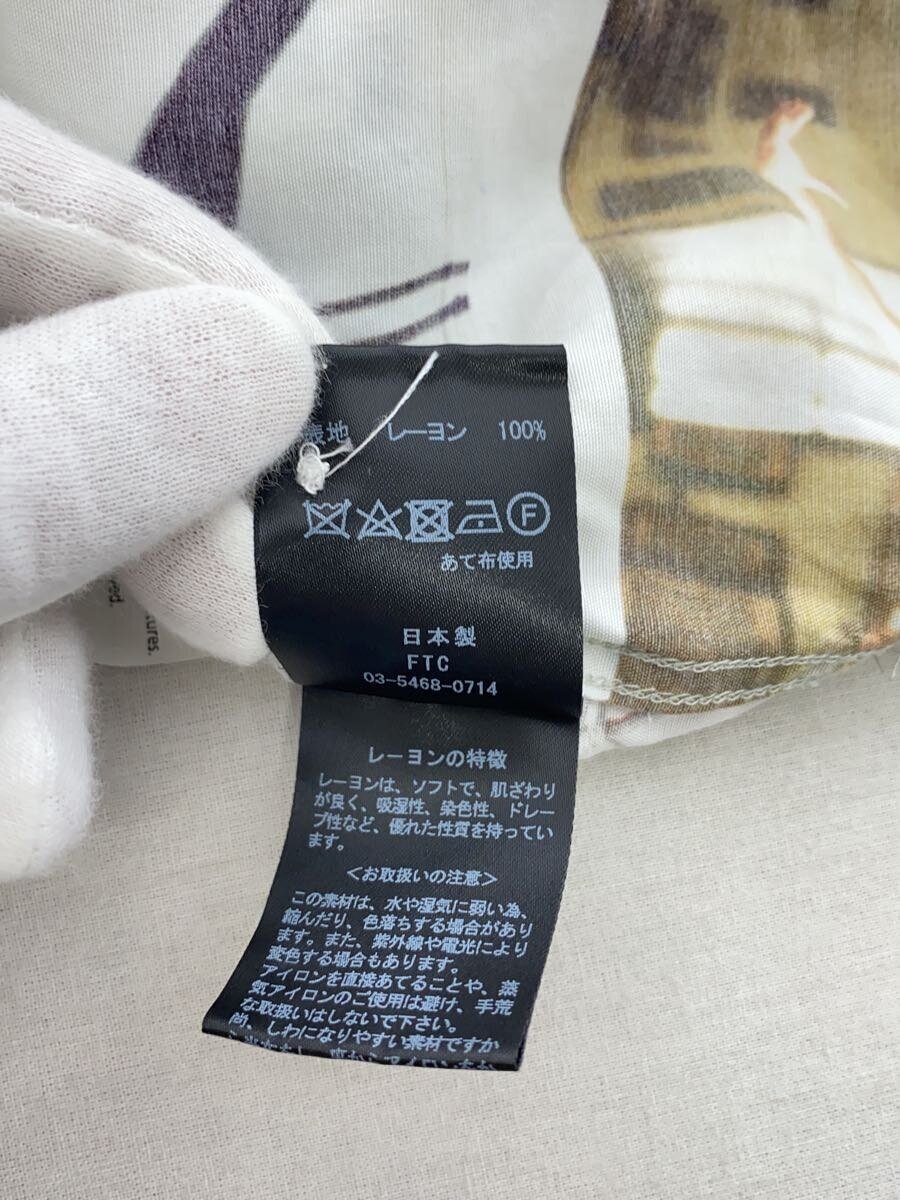 表地 レーヨン 100%
F
あて布使用
日本製
FTC
03-5468-0714
レーヨンの特徴
レーヨンは、ソフトで、肌ざわり
が良く、吸湿性、染色性、ドレー
プ性など、優れた性質を持ってい
ます。
<お取扱いの注意>
この素材は、水や湿気に弱い為、
縮んだり、色落ちする場合があり
ます。また、紫外線や電光により
変色する場合もあります。
アイロンを直接あてることや、蒸
気アイロンのご使用は避け、手荒
な取扱いはしないで下さい。
尚、しわになりやすい素材ですか
ved.
tures.